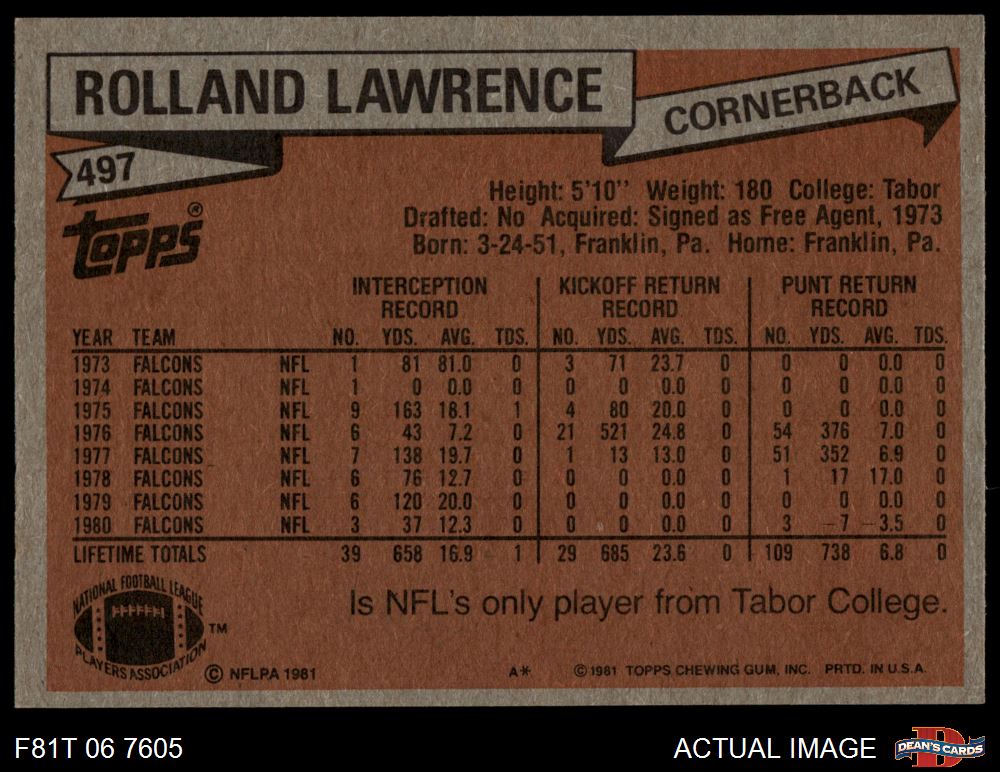 ROLLAND LAWRENCE
CORNERBACK
497
Topps®
Height: 5'10" Weight: 180 College: Tabor
Drafted: No Acquired: Signed as Free Agent, 1973
Born: 3-24-51, Franklin, Pa. Home: Franklin, Pa.
INTERCEPTION RECORD KICKOFF RETURN RECORD PUNT RETURN RECORD
YEAR TEAM NO. YDS. AVG. TDS. NO. YDS. AVG. TDS. NO. YDS. AVG. TDS.
1973 FALCONS NFL 1 81 81.0 0 3 71 23.7 0 0 0 0.0 0
1974 FALCONS NFL 1 0 0.0 0 0 0 0.0 0 0 0 0.0 0
1975 FALCONS NFL 9 163 18.1 1 4 80 20.0 0 0 0 0.0 0
1976 FALCONS NFL 6 43 7.2 0 21 521 24.8 0 54 376 7.0 0
1977 FALCONS NFL 7 138 19.7 0 1 13 13.0 0 51 352 6.9 0
1978 FALCONS NFL 6 76 12.7 0 0 0 0.0 0 1 17 17.0 0
1979 FALCONS NFL 6 120 20.0 0 0 0 0.0 0 0 0 0.0 0
1980 FALCONS NFL 3 37 12.3 0 0 0 0.0 0 3 -7 -3.5 0
LIFETIME TOTALS 39 658 16.9 1 29 685 23.6 0 109 738 6.8 0
Is NFL's only player from Tabor College.
NATIONAL FOOTBALL LEAGUE
PLAYERS ASSOCIATION
TM
© NFLPA 1981 A* © 1981 TOPPS CHEWING GUM, INC. PRTD. IN U.S.A.
F81T 06 7605 ACTUAL IMAGE
D
DEAN'S CARDS